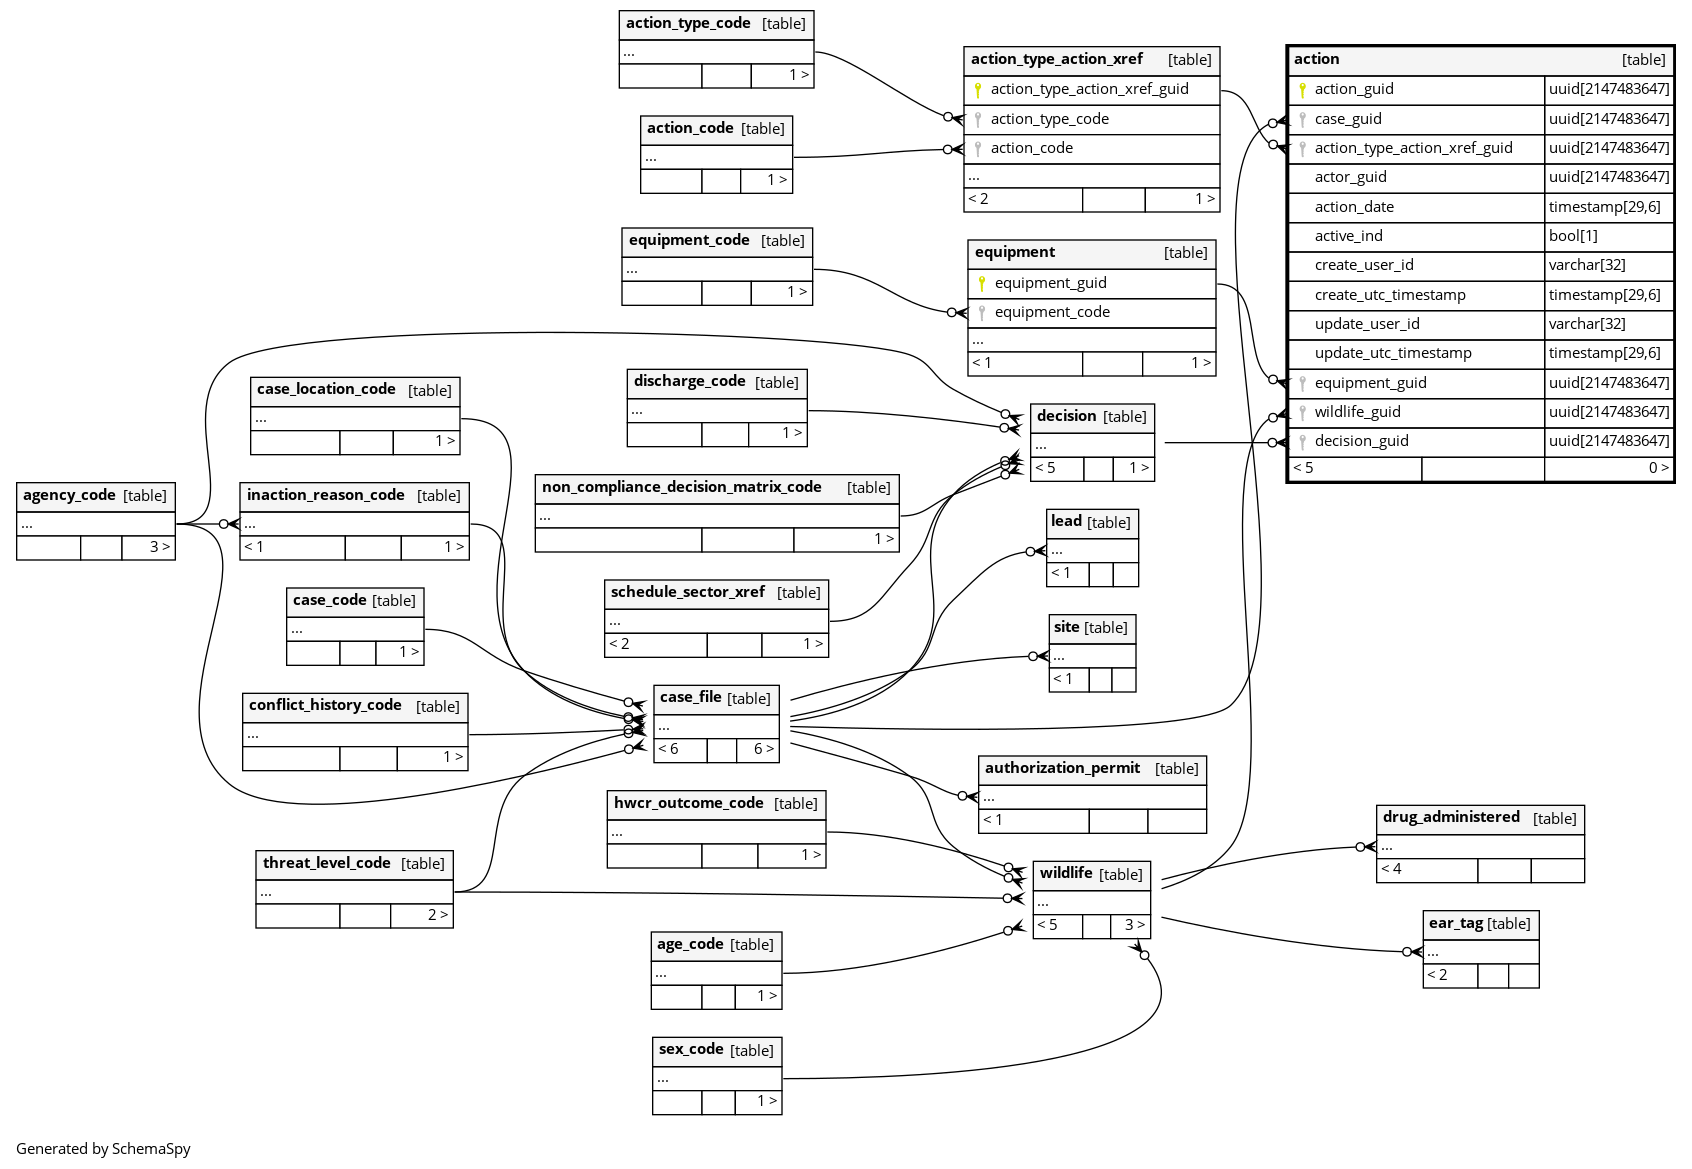 action_type_code [table]
...
1 >
action_code [table]
...
1 >
action_type_action_xref [table]
action_type_action_xref_guid
action_type_code
action_code
...
< 2 1 >
action [table]
action_guid uuid[2147483647]
case_guid uuid[2147483647]
action_type_action_xref_guid uuid[2147483647]
actor_guid uuid[2147483647]
action_date timestamp[29,6]
active_ind bool[1]
create_user_id varchar[32]
create_utc_timestamp timestamp[29,6]
update_user_id varchar[32]
update_utc_timestamp timestamp[29,6]
equipment_guid uuid[2147483647]
wildlife_guid uuid[2147483647]
decision_guid uuid[2147483647]
< 5 0 >
equipment_code [table]
...
1 >
equipment [table]
equipment_guid
equipment_code
...
< 1 1 >
case_location_code [table]
...
1 >
discharge_code [table]
...
1 >
decision [table]
...
< 5 1 >
agency_code [table]
...
3 >
inaction_reason_code [table]
...
< 1 1 >
non_compliance_decision_matrix_code [table]
...
1 >
lead [table]
...
< 1
case_code [table]
...
1 >
schedule_sector_xref [table]
...
< 2 1 >
site [table]
...
< 1
conflict_history_code [table]
...
1 >
case_file [table]
...
< 6 6 >
authorization_permit [table]
...
< 1
hwcr_outcome_code [table]
...
1 >
drug_administered [table]
...
< 4
threat_level_code [table]
...
2 >
wildlife [table]
...
< 5 3 >
age_code [table]
...
1 >
ear_tag [table]
...
< 2
sex_code [table]
...
1 >
Generated by SchemaSpy